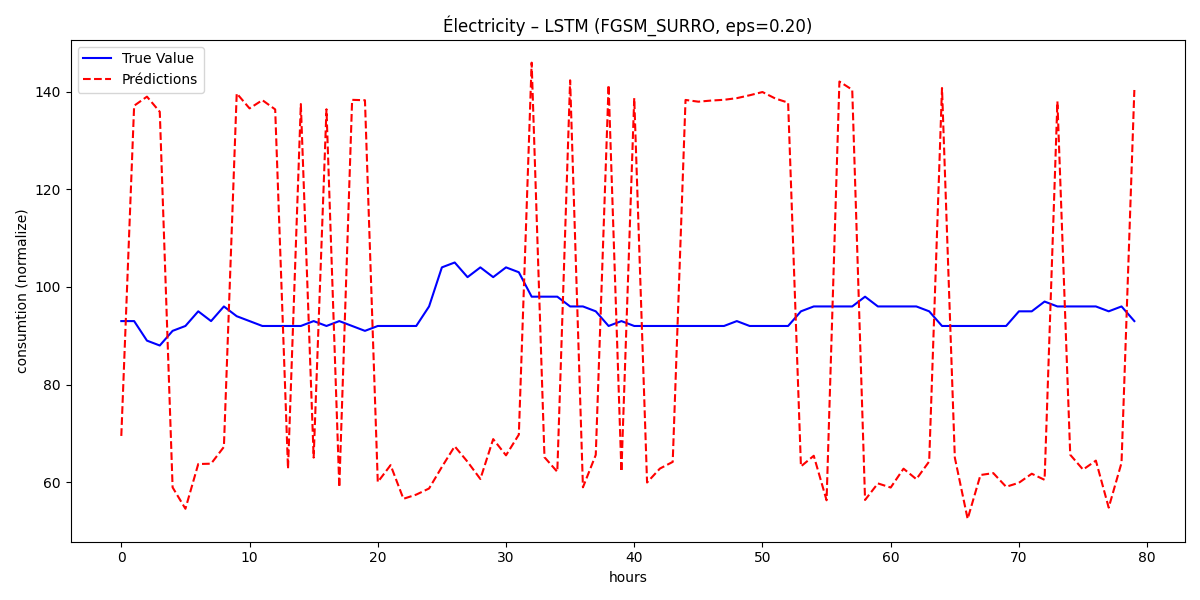 Électricity – LSTM (FGSM_SURRO, eps=0.20)
True Value
Prédictions
consumtion (normalize)
140
120
100
80
60
0 10 20 30 40 50 60 70 80
hours